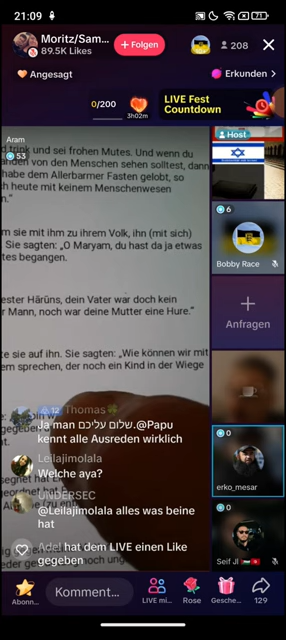 21:09
71
Moritz/Sam...
89.5K Likes
+ Folgen
208
Angesagt
Erkunden >
0/200
3h02m
LIVE Fest
Countdown
Aram
53
d trink und sei frohen Mutes. Und wenn du
anden von den Menschen sehen solltest, dann
habe dem Allerbarmer Fasten gelobt, so
ch heute mit keinem Menschenwesen
n."
m sie mit ihm zu ihrem Volk, ihn (mit sich)
Sie sagten: „O Maryam, du hast da ja etwas
tes begangen.
ester Hārūns, dein Vater war doch kein
r Mann, noch war deine Mutter eine Hure."
te sie auf ihn. Sie sagten: „Wie können wir mit
em sprechen, der noch ein Kind in der Wiege
Host
6
Bobby Race
+
Anfragen
0
erko_mesar
0
Seif Jl
12 Thomas
Ja man שלום עליכם.@Papu
kennt alle Ausreden wirklich
Leilajimolala
Welche aya?
UNDERSEC
@Leilajimolala alles was beine
hat
Adel hat dem LIVE einen Like
gegeben
Abonn...
Komment...
LIVE mi...
Rose
Gesche...
129